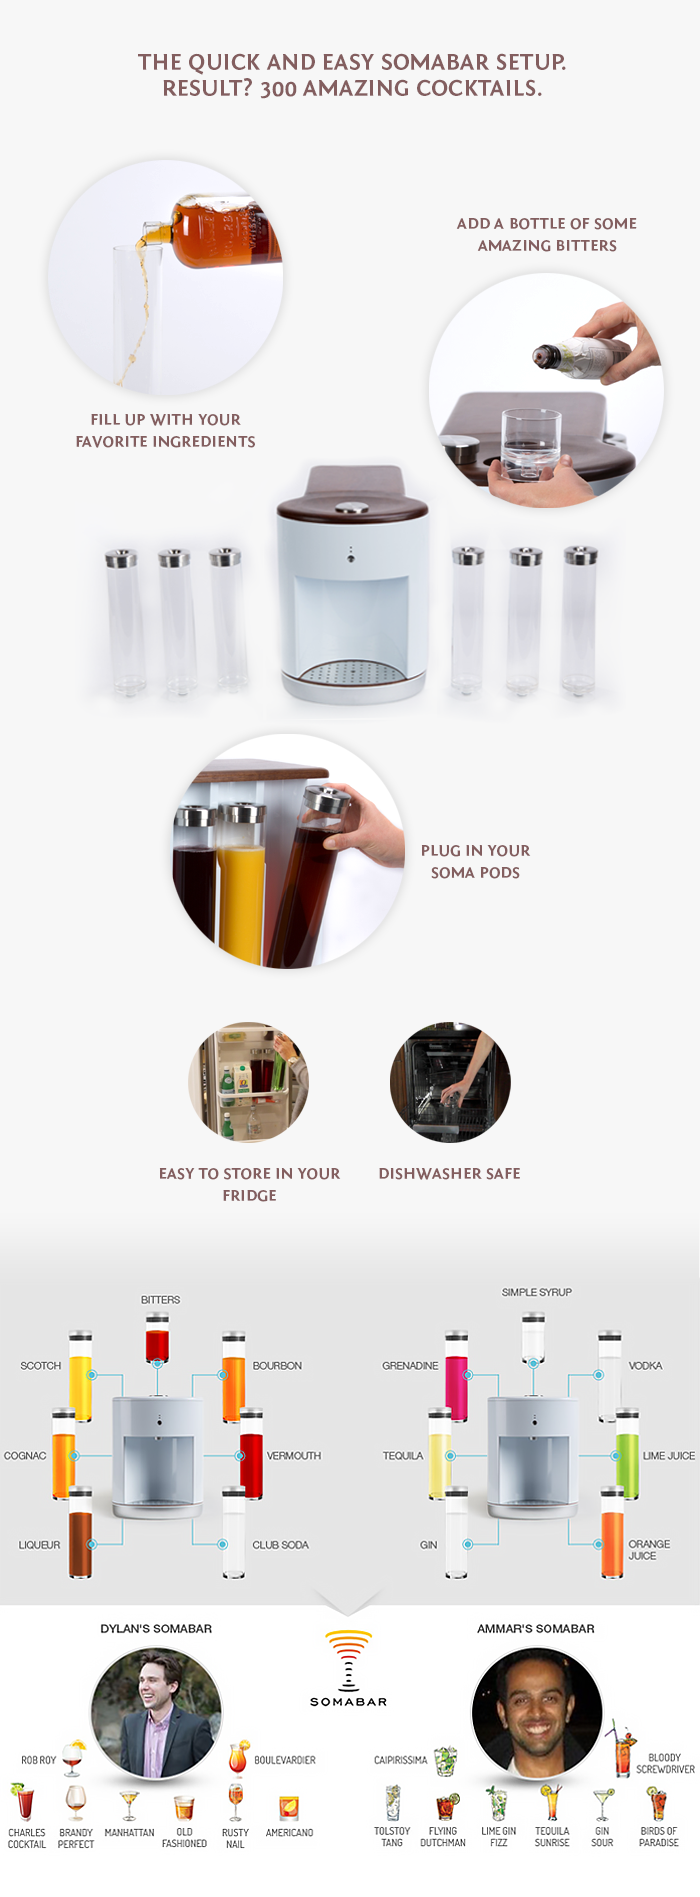 THE QUICK AND EASY SOMABAR SETUP.
RESULT? 300 AMAZING COCKTAILS.
ADD A BOTTLE OF SOME
AMAZING BITTERS
FILL UP WITH YOUR
FAVORITE INGREDIENTS
PLUG IN YOUR
SOMA PODS
EASY TO STORE IN YOUR
FRIDGE
DISHWASHER SAFE
BITTERS
SCOTCH
BOURBON
COGNAC
VERMOUTH
LIQUEUR
CLUB SODA
SIMPLE SYRUP
GRENADINE
VODKA
TEQUILA
LIME JUICE
GIN
ORANGE
JUICE
DYLAN'S SOMABAR
ROB ROY
BOULEVARDIER
CHARLES
COCKTAIL
BRANDY
PERFECT
MANHATTAN
OLD
FASHIONED
RUSTY
NAIL
AMERICANO
SOMABAR
AMMAR'S SOMABAR
CAIPIRISSIMA
BLOODY
SCREWDRIVER
TOLSTOY
TANG
FLYING
DUTCHMAN
LIME GIN
FIZZ
TEQUILA
SUNRISE
GIN
SOUR
BIRDS OF
PARADISE